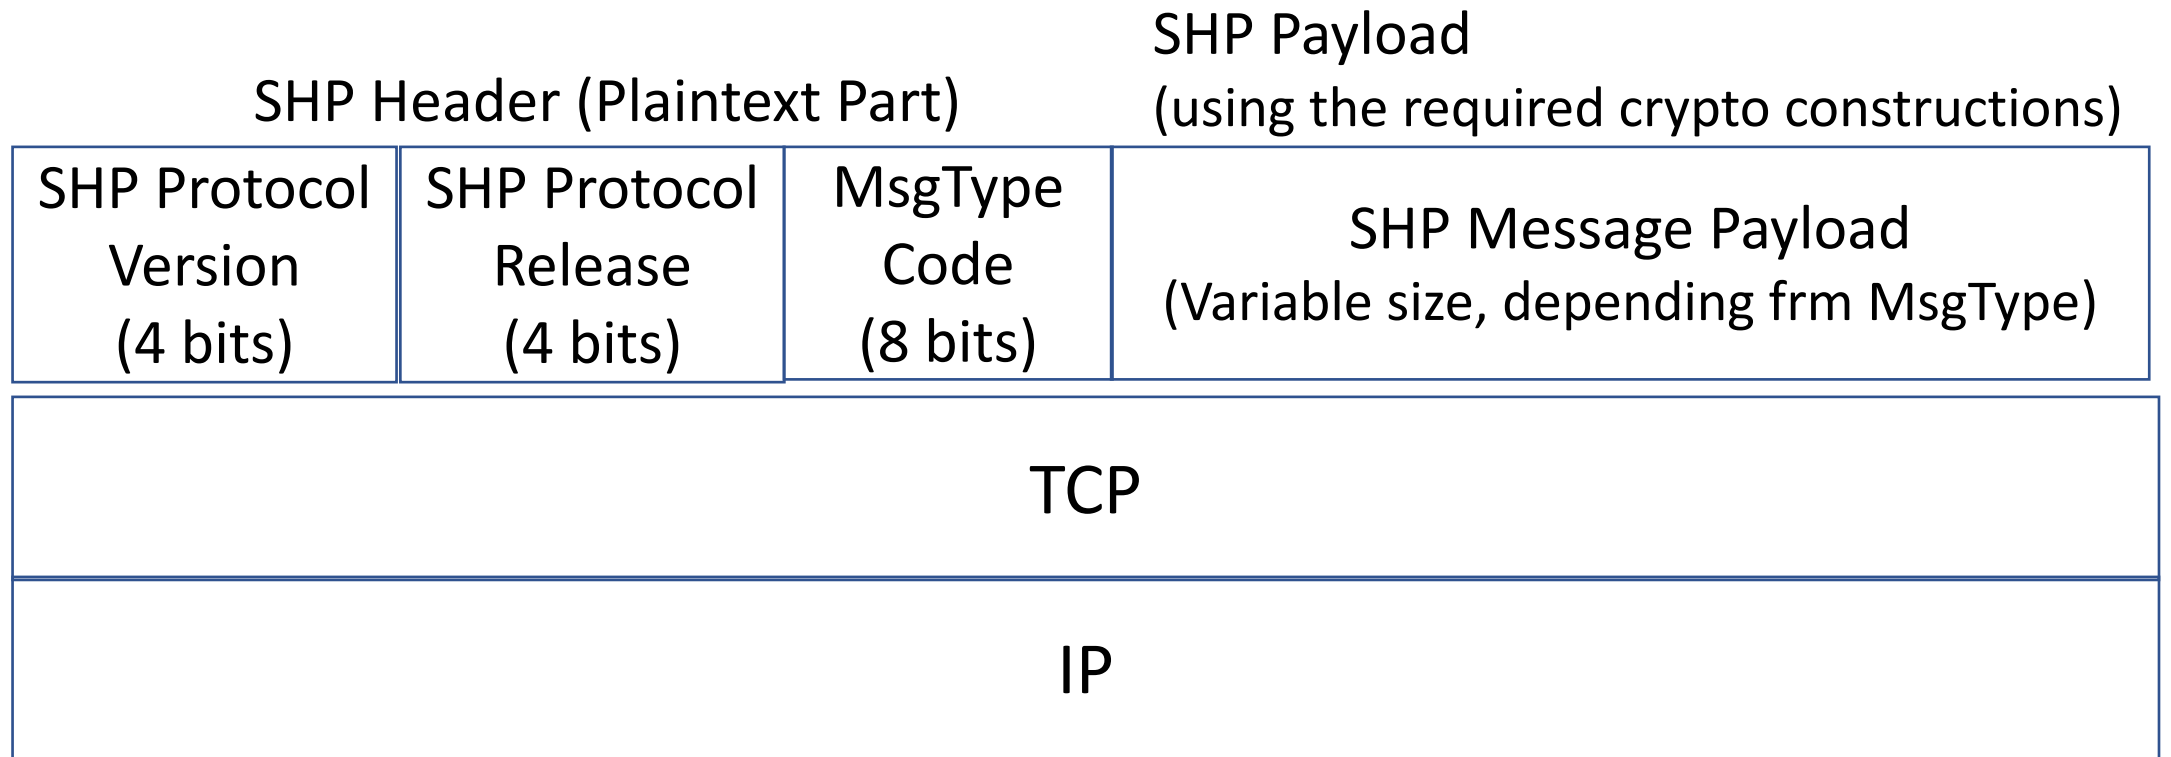 SHP Payload
SHP Header (Plaintext Part)
(using the required crypto constructions)
SHP Protocol
Version
(4 bits)
SHP Protocol
Release
(4 bits)
MsgType
Code
(8 bits)
SHP Message Payload
(Variable size, depending frm MsgType)
TCP
IP